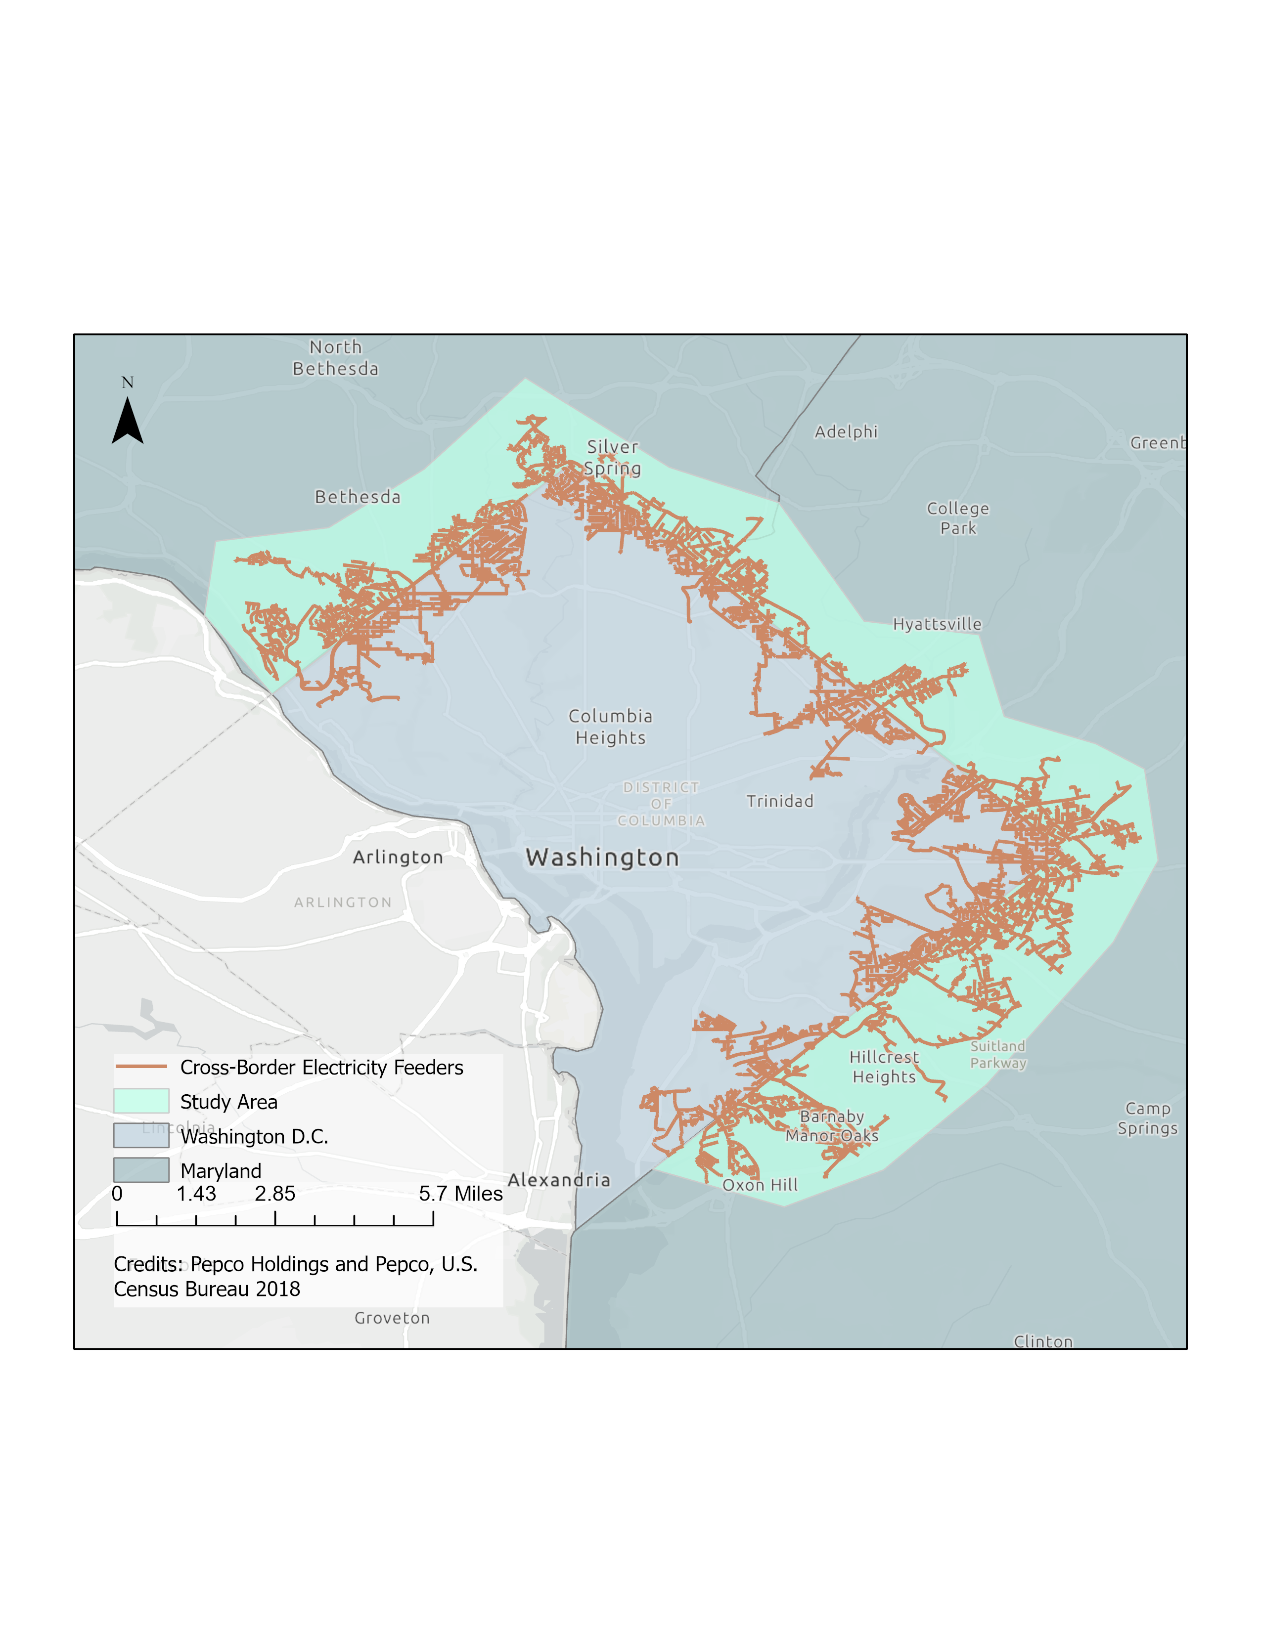 North
Bethesda
N
Adelphi
Silver
Spring
Greenb
Bethesda
College
Park
Hyattsville
Columbia
Heights
DISTRICT
OF
COLUMBIA
Trinidad
Arlington
Washington
ARLINGTON
Hillcrest
Heights
Suitland
Parkway
Cross-Border Electricity Feeders
Study Area
Lincolnia
Washington D.C.
Maryland
Barnaby
Manor Oaks
Camp
Springs
Alexandria
Oxon Hill
0 1.43 2.85 5.7 Miles
Credits: Pepco Holdings and Pepco, U.S.
Census Bureau 2018
Groveton
Clinton